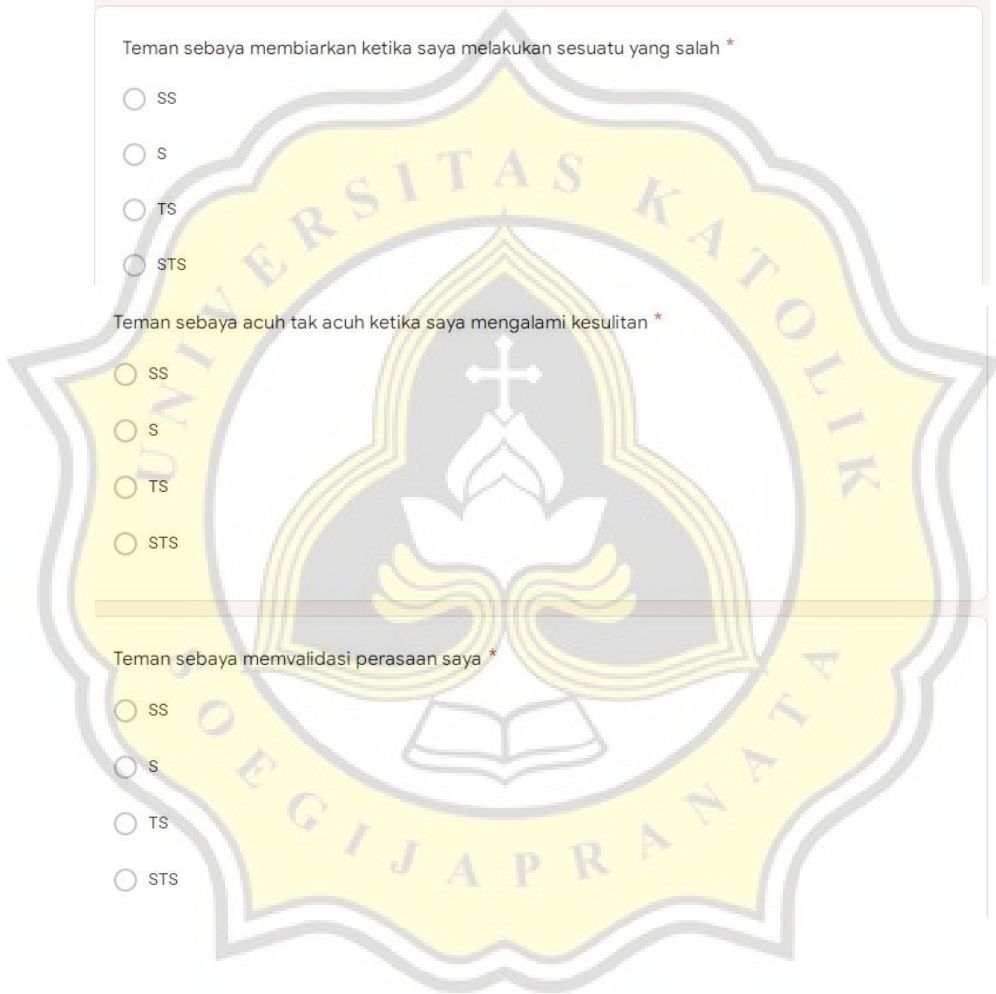 Teman sebaya membiarkan ketika saya melakukan sesuatu yang salah *
SS
S
TS
STS
Teman sebaya acuh tak acuh ketika saya mengalami kesulitan *
SS
S
TS
STS
Teman sebaya memvalidasi perasaan saya *
SS
S
TS
STS
UNIVERSITAS KATOLIK
SOEGIJAPRANATA